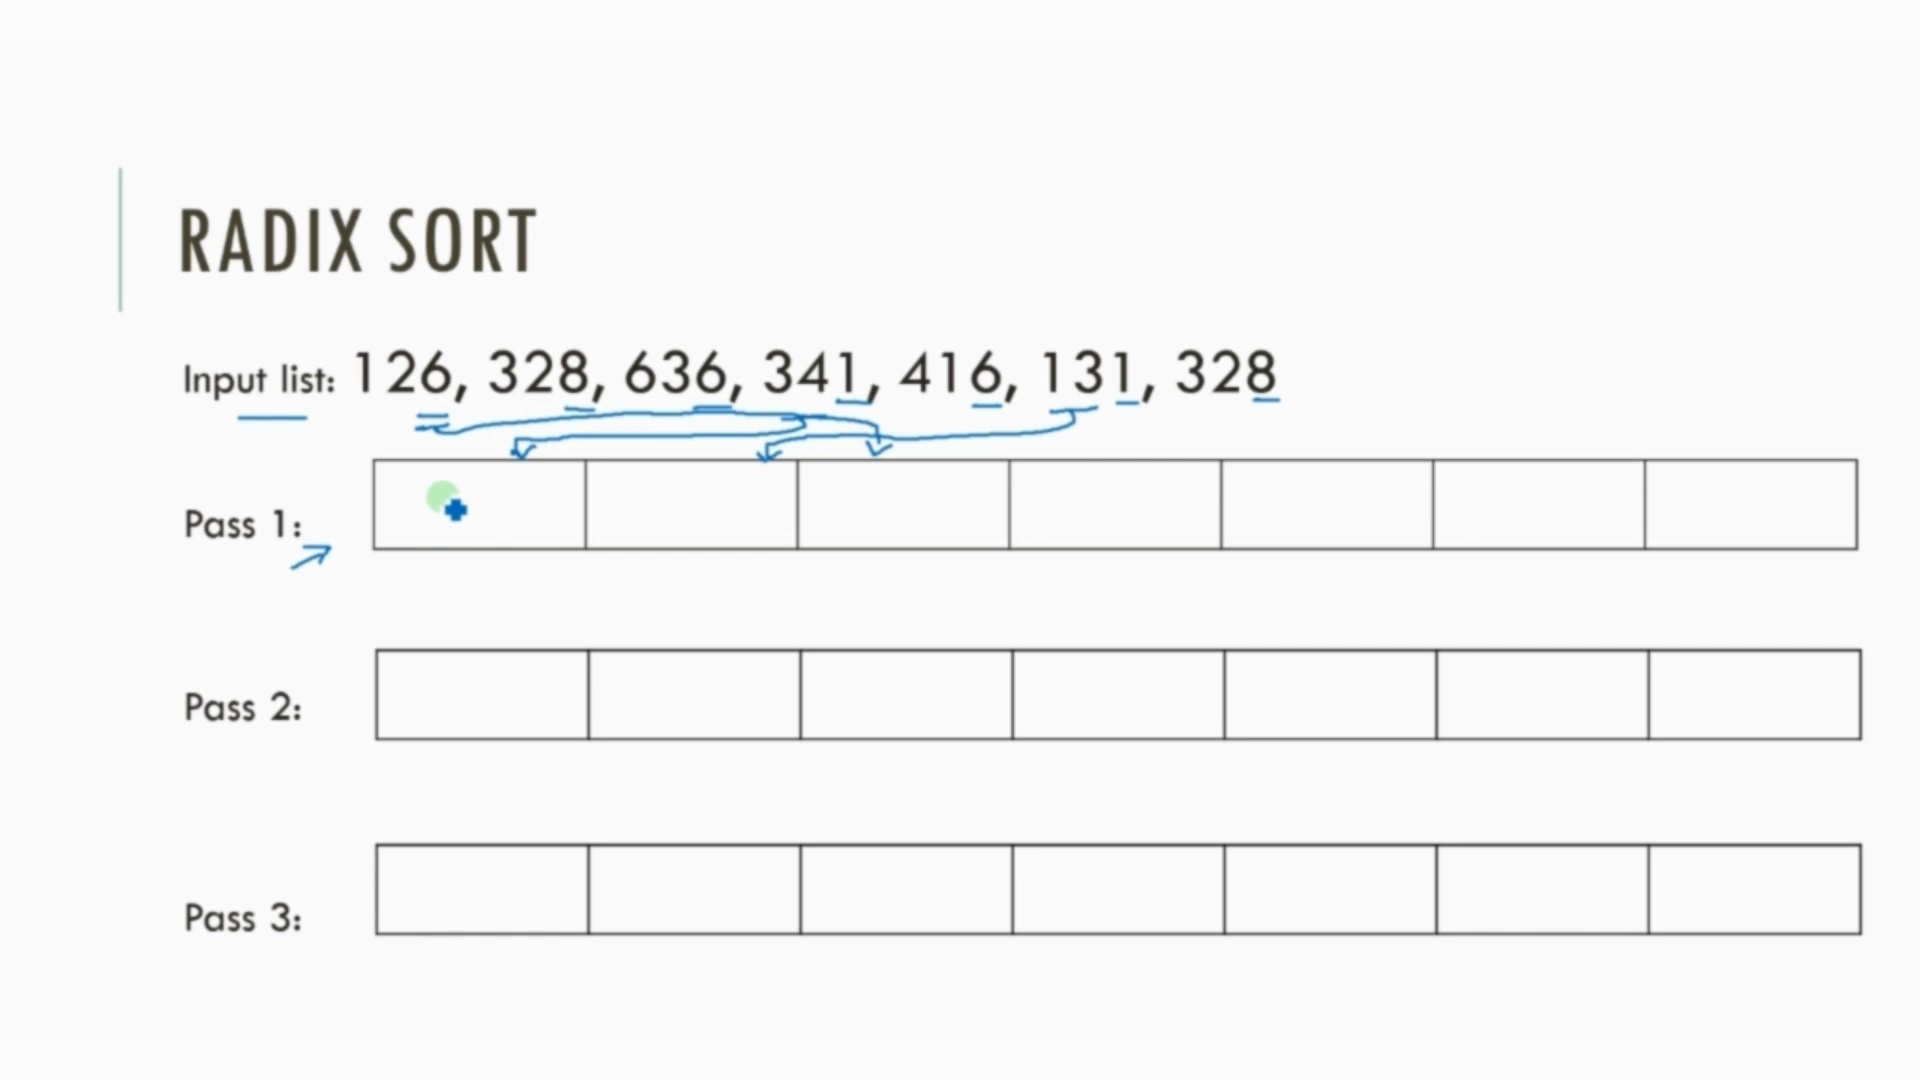 RADIX SORT
Input list: 126, 328, 636, 341, 416, 131, 328
Pass 1:
Pass 2:
Pass 3: